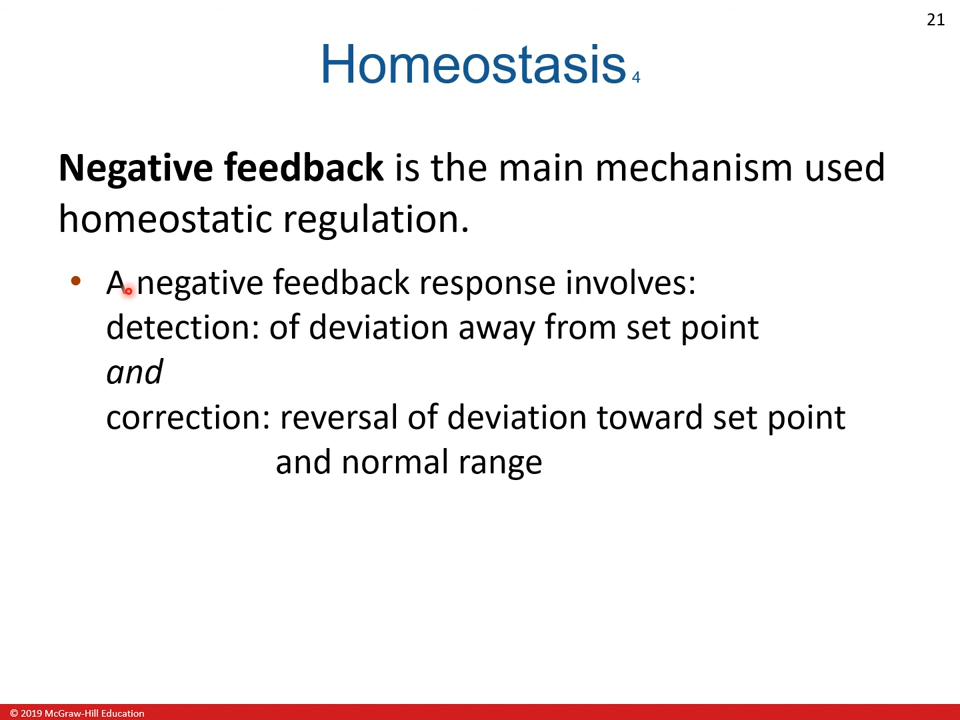 21
Homeostasis 4
Negative feedback is the main mechanism used
homeostatic regulation.
• A negative feedback response involves:
detection: of deviation away from set point
and
correction: reversal of deviation toward set point
and normal range
© 2019 McGraw-Hill Education